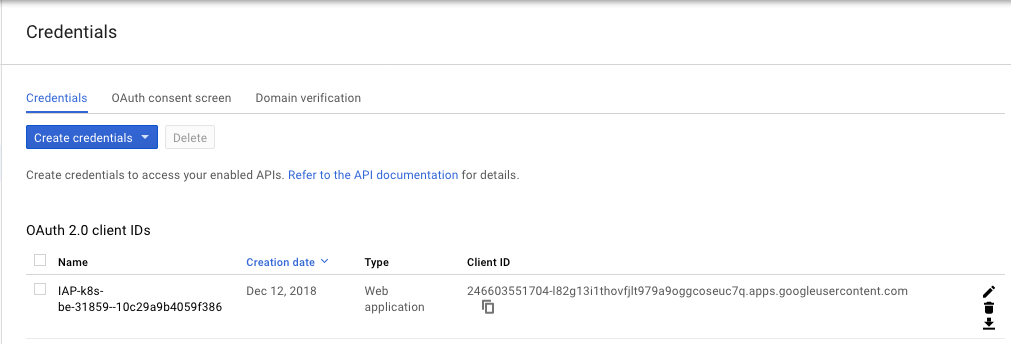 Credentials
Credentials OAuth consent screen Domain verification
Create credentials Delete
Create credentials to access your enabled APIs. Refer to the API documentation for details.
OAuth 2.0 client IDs
Name Creation date Type Client ID
IAP-k8s- Dec 12, 2018 Web 246603551704-l82g13i1thovfjlt979a9oggcoseuc7q.apps.googleusercontent.com
be-31859--10c29a9b4059f386 application